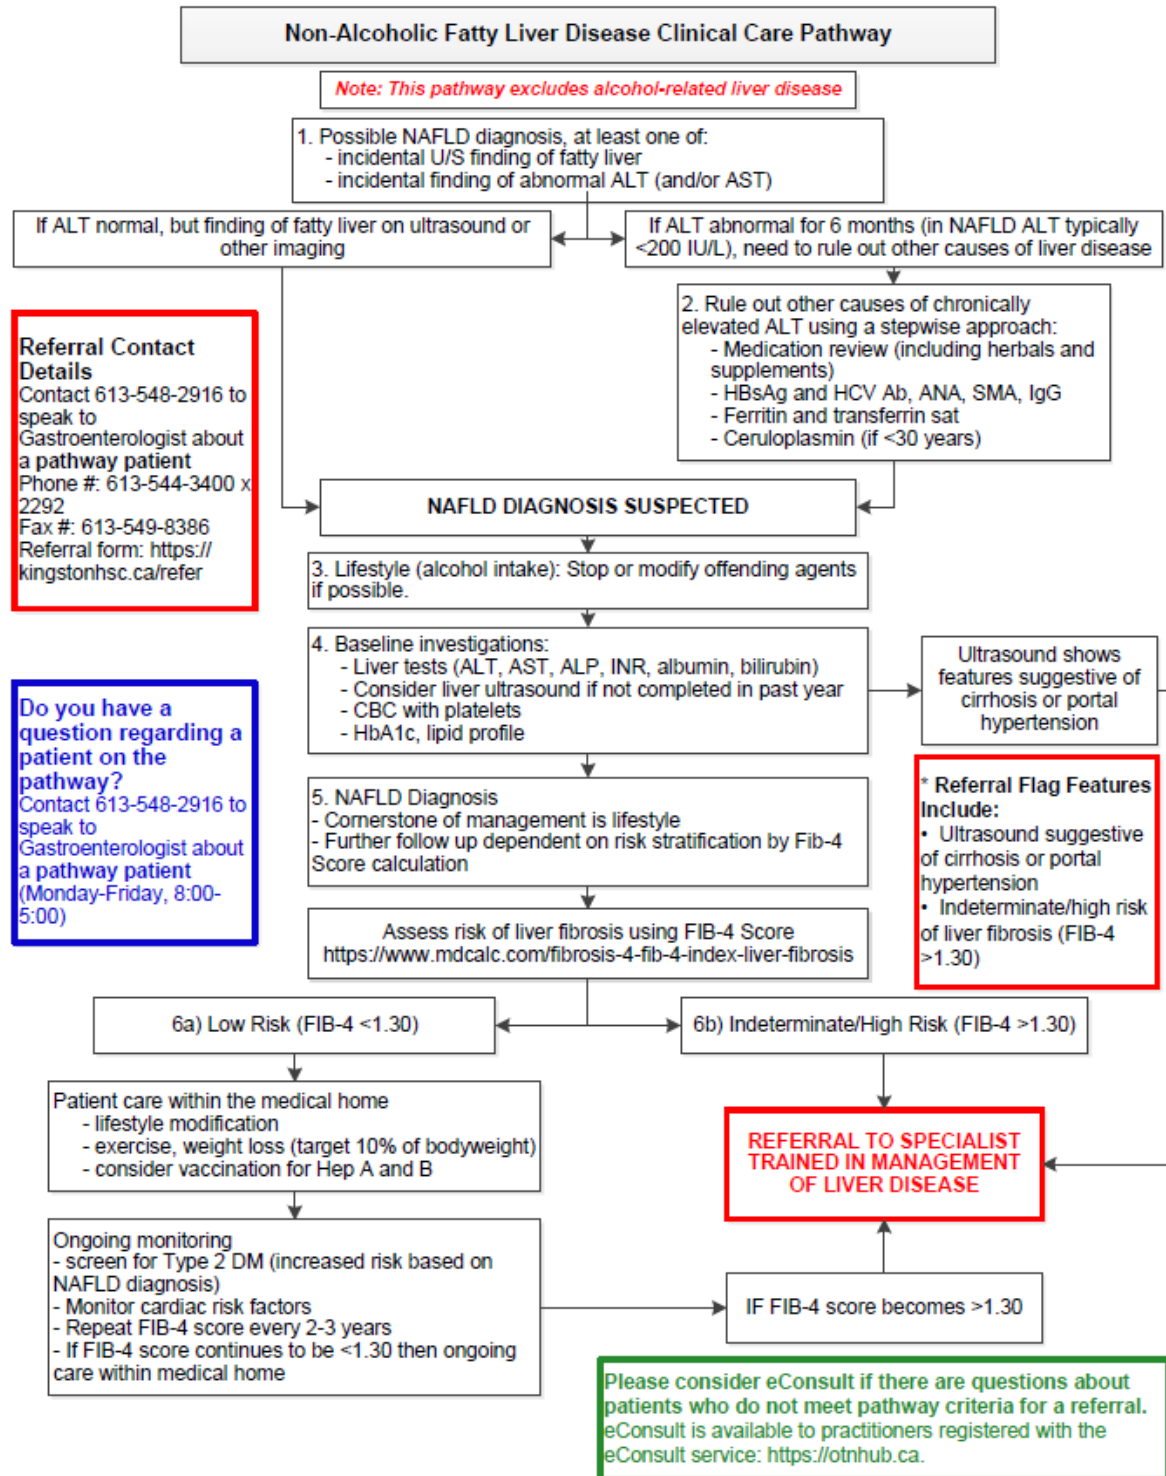 Non-Alcoholic Fatty Liver Disease Clinical Care Pathway
Note: This pathway excludes alcohol-related liver disease
1. Possible NAFLD diagnosis, at least one of:
- incidental U/S finding of fatty liver
- incidental finding of abnormal ALT (and/or AST)
If ALT normal, but finding of fatty liver on ultrasound or
other imaging
If ALT abnormal for 6 months (in NAFLD ALT typically
<200 IU/L), need to rule out other causes of liver disease
2. Rule out other causes of chronically
elevated ALT using a stepwise approach:
- Medication review (including herbals and
supplements)
- HBsAg and HCV Ab, ANA, SMA, IgG
- Ferritin and transferrin sat
- Ceruloplasmin (if <30 years)
Referral Contact
Details
Contact 613-548-2916 to
speak to
Gastroenterologist about
a pathway patient
Phone #: 613-544-3400 x
2292
Fax #: 613-549-8386
Referral form: https://
kingstonhsc.ca/refer
NAFLD DIAGNOSIS SUSPECTED
3. Lifestyle (alcohol intake): Stop or modify offending agents
if possible.
4. Baseline investigations:
- Liver tests (ALT, AST, ALP, INR, albumin, bilirubin)
- Consider liver ultrasound if not completed in past year
- CBC with platelets
- HbA1c, lipid profile
Ultrasound shows
features suggestive of
cirrhosis or portal
hypertension
Do you have a
question regarding a
patient on the
pathway?
Contact 613-548-2916 to
speak to
Gastroenterologist about
a pathway patient
(Monday-Friday, 8:00-
5:00)
* Referral Flag Features
Include:
• Ultrasound suggestive
of cirrhosis or portal
hypertension
• Indeterminate/high risk
of liver fibrosis (FIB-4
>1.30)
5. NAFLD Diagnosis
- Cornerstone of management is lifestyle
- Further follow up dependent on risk stratification by Fib-4
Score calculation
Assess risk of liver fibrosis using FIB-4 Score
https://www.mdcalc.com/fibrosis-4-fib-4-index-liver-fibrosis
6a) Low Risk (FIB-4 <1.30)
6b) Indeterminate/High Risk (FIB-4 >1.30)
Patient care within the medical home
- lifestyle modification
- exercise, weight loss (target 10% of bodyweight)
- consider vaccination for Hep A and B
REFERRAL TO SPECIALIST
TRAINED IN MANAGEMENT
OF LIVER DISEASE
Ongoing monitoring
- screen for Type 2 DM (increased risk based on
NAFLD diagnosis)
- Monitor cardiac risk factors
- Repeat FIB-4 score every 2-3 years
- If FIB-4 score continues to be <1.30 then ongoing
care within medical home
IF FIB-4 score becomes >1.30
Please consider eConsult if there are questions about
patients who do not meet pathway criteria for a referral.
eConsult is available to practitioners registered with the
eConsult service: https://otnhub.ca.